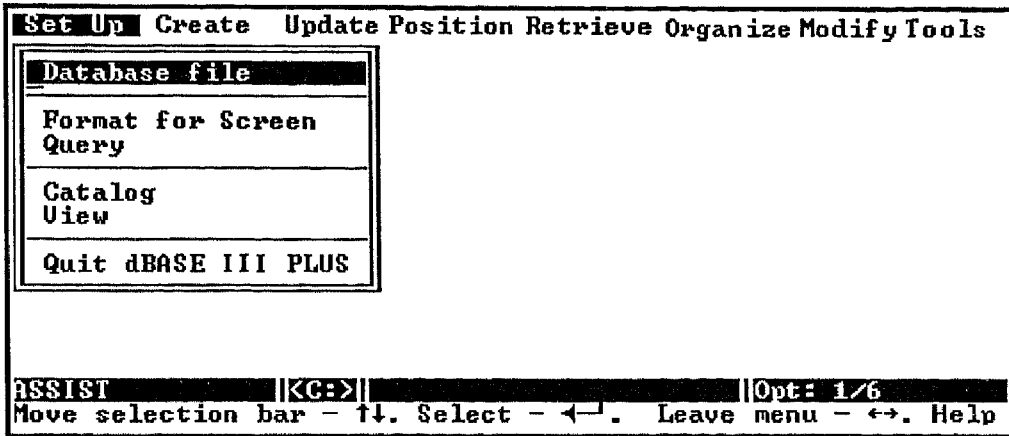 Set Up Create Update Position Retrieve Organize Modify Tools
Database file
Format for Screen
Query
Catalog
View
Quit dBASE III PLUS
ASSIST ||<C:>|| ||Opt: 1/6
Move selection bar - ↑↓. Select - ◄─┘. Leave menu - ↔. Help